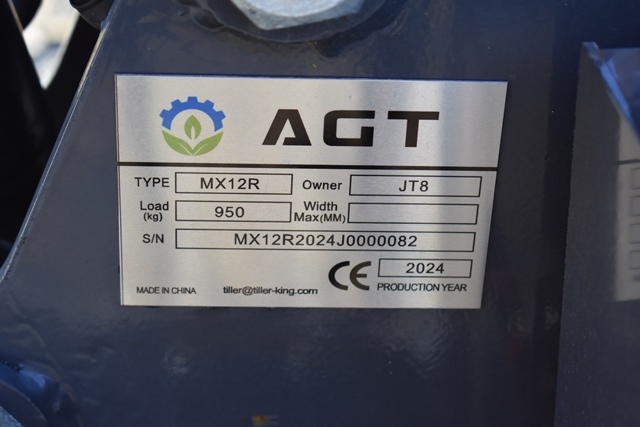 AGT
TYPE MX12R Owner JT8
Load (kg) 950 Width Max(MM)
S/N MX12R2024J0000082
CE 2024
MADE IN CHINA tiller@tiller-king.com PRODUCTION YEAR